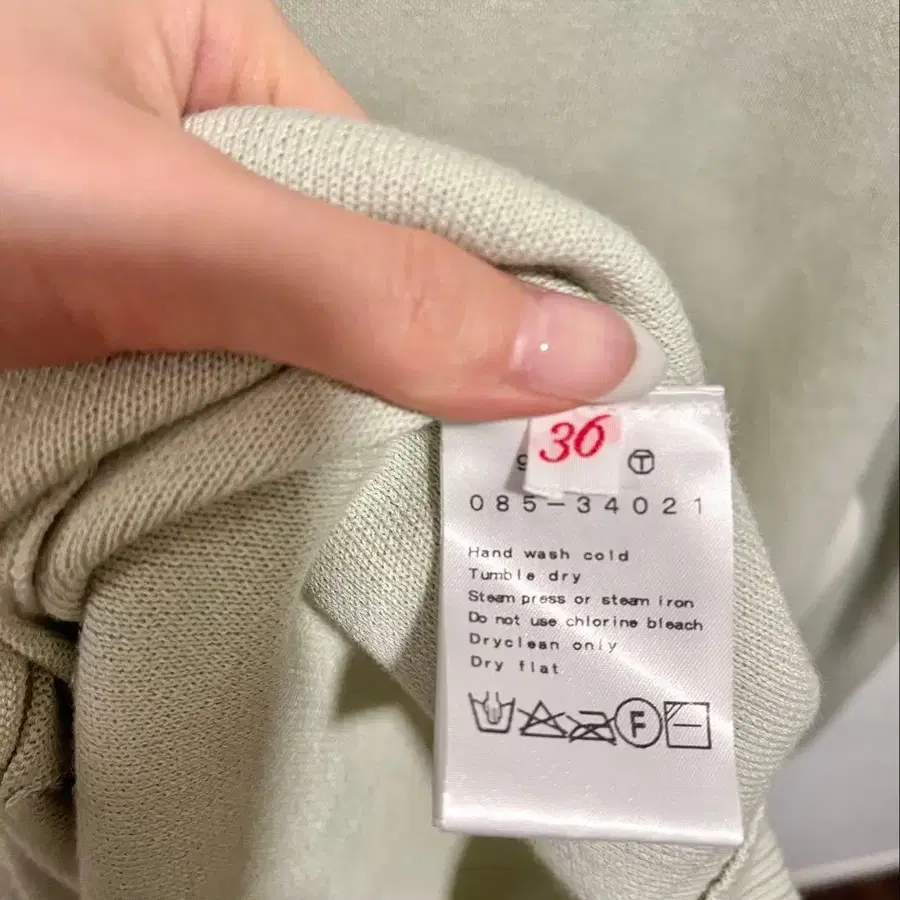 36
9 Ⓣ
085-34021
Hand wash cold
Tumble dry
Steam press or steam iron
Do not use chlorine bleach
Dryclean only
Dry flat
F